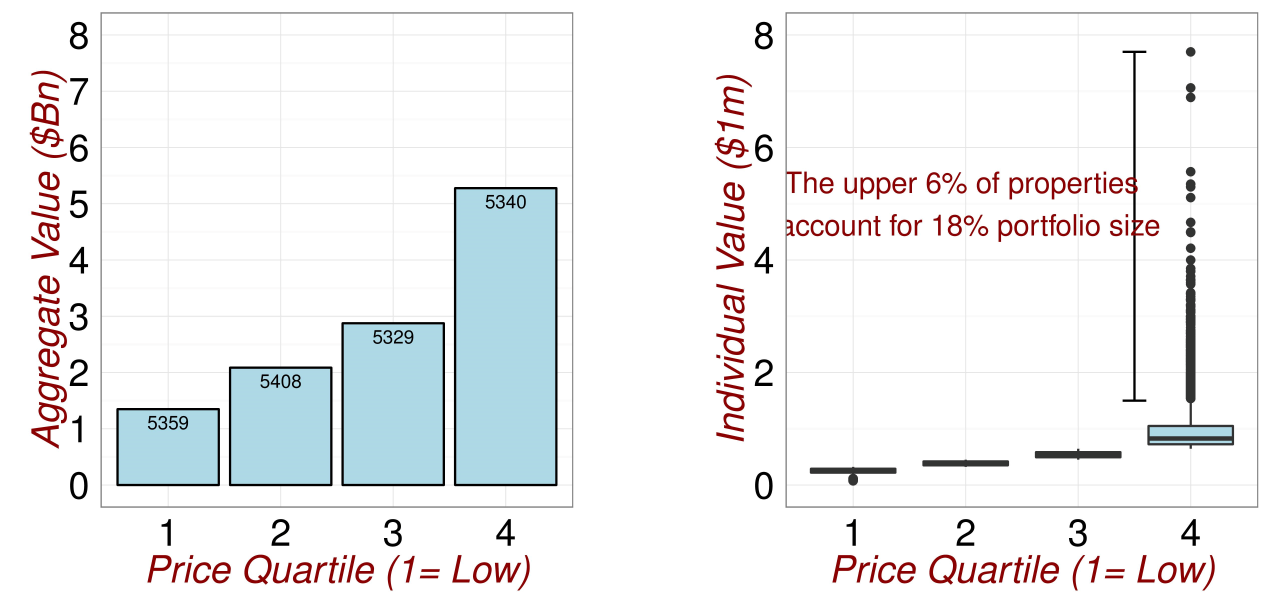 Aggregate Value ($Bn)
8
7
6
5
4
3
2
1
0
5359
5408
5329
5340
1 2 3 4
Price Quartile (1= Low)
Individual Value ($1m)
8
6
4
2
0
The upper 6% of properties
account for 18% portfolio size
1 2 3 4
Price Quartile (1= Low)